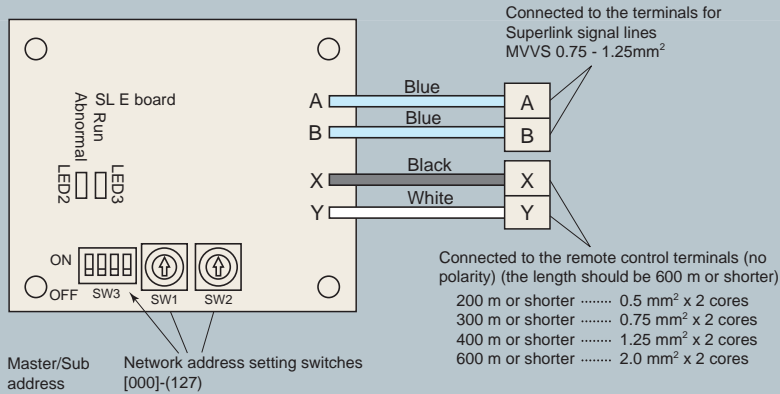 Connected to the terminals for
Superlink signal lines
MVVS 0.75 - 1.25mm²
SL E board
Abnormal
Run
LED2
LED3
A
Blue
A
B
Blue
B
X
Black
X
Y
White
Y
ON
OFF
SW3
SW1
SW2
Connected to the remote control terminals (no
polarity) (the length should be 600 m or shorter)
200 m or shorter ........ 0.5 mm² x 2 cores
300 m or shorter ........ 0.75 mm² x 2 cores
400 m or shorter ........ 1.25 mm² x 2 cores
600 m or shorter ........ 2.0 mm² x 2 cores
Master/Sub
address
Network address setting switches
[000]-(127)